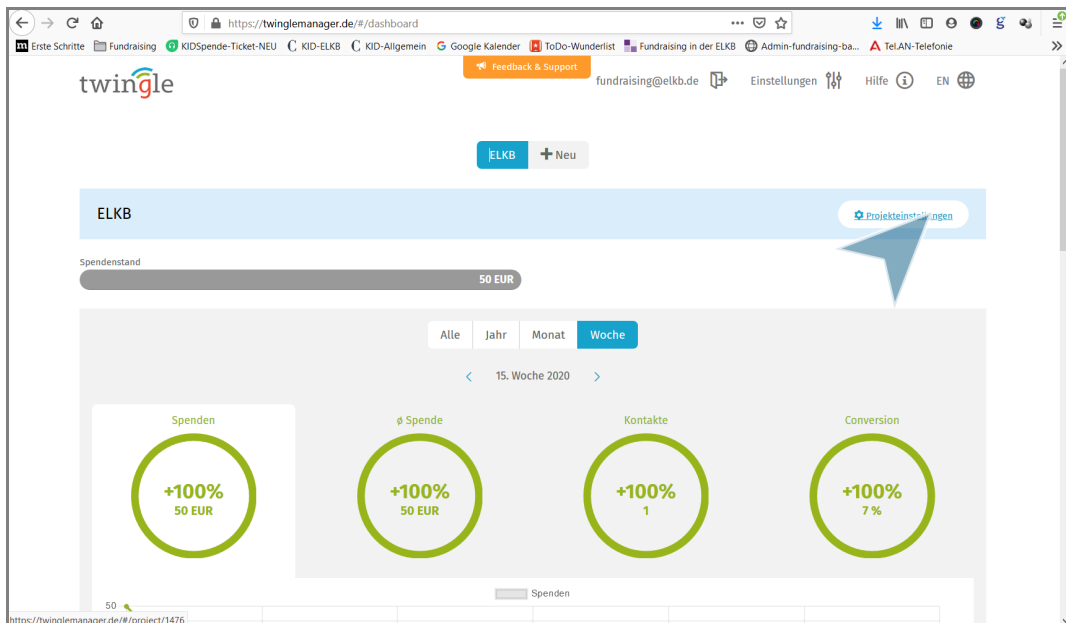 https://twinglemanager.de/#/dashboard
Erste Schritte Fundraising KIDSpende-Ticket-NEU KID-ELKB KID-Allgemein Google Kalender ToDo-Wunderlist Fundraising in der ELKB Admin-fundraising-ba... Tel.AN-Telefonie
twingle
Feedback & Support
fundraising@elkb.de Einstellungen Hilfe EN
ELKB Neu
ELKB
Projekteinstellungen
Spendenstand
50 EUR
Alle Jahr Monat Woche
15. Woche 2020
Spenden ø Spende Kontakte Conversion
+100% +100% +100% +100%
50 EUR 50 EUR 1 7 %
Spenden
50
https://twinglemanager.de/#/project/1476